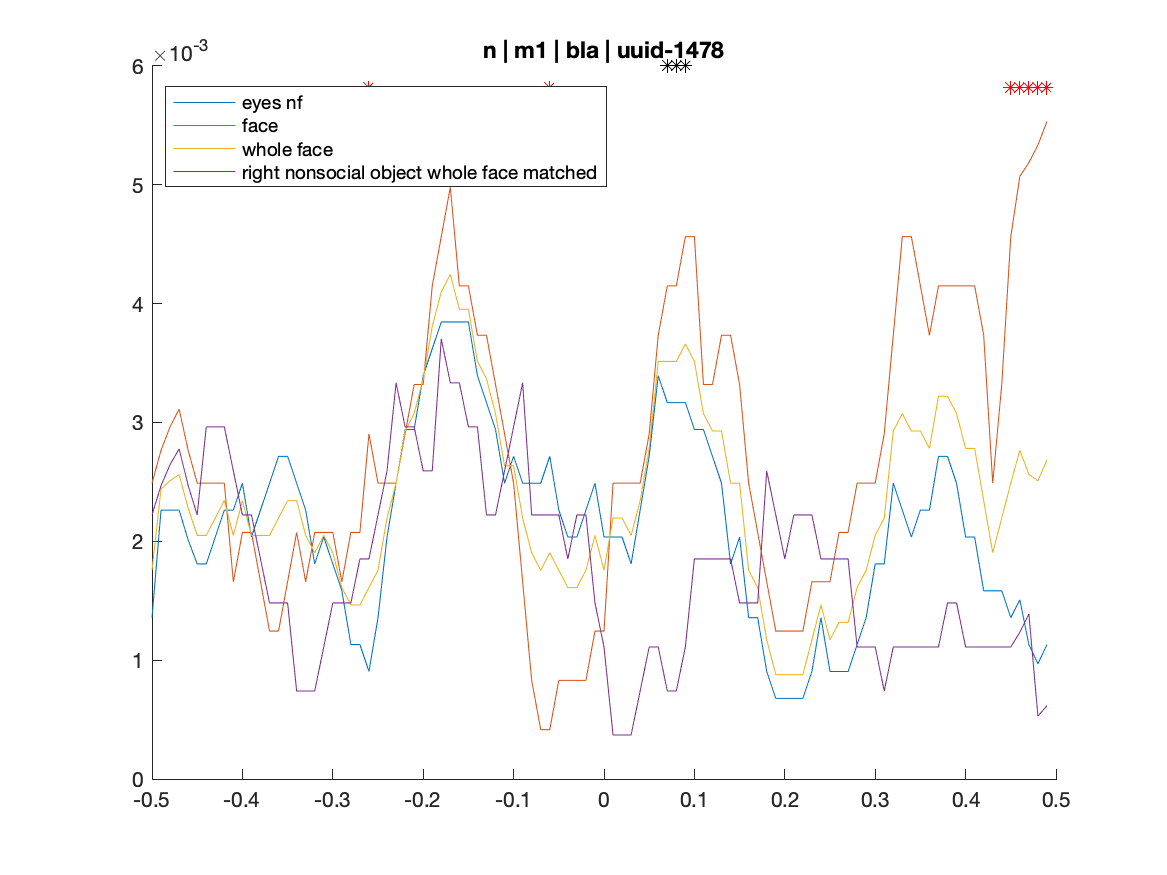 n | m1 | bla | uuid-1478
×10-3
eyes nf
face
whole face
right nonsocial object whole face matched
6
5
4
3
2
1
0
-0.5 -0.4 -0.3 -0.2 -0.1 0 0.1 0.2 0.3 0.4 0.5